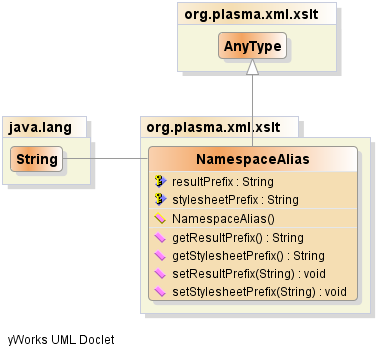 org.plasma.xml.xslt
AnyType
java.lang
String
org.plasma.xml.xslt
NamespaceAlias
resultPrefix : String
stylesheetPrefix : String
NamespaceAlias()
getResultPrefix() : String
getStylesheetPrefix() : String
setResultPrefix(String) : void
setStylesheetPrefix(String) : void
yWorks UML Doclet